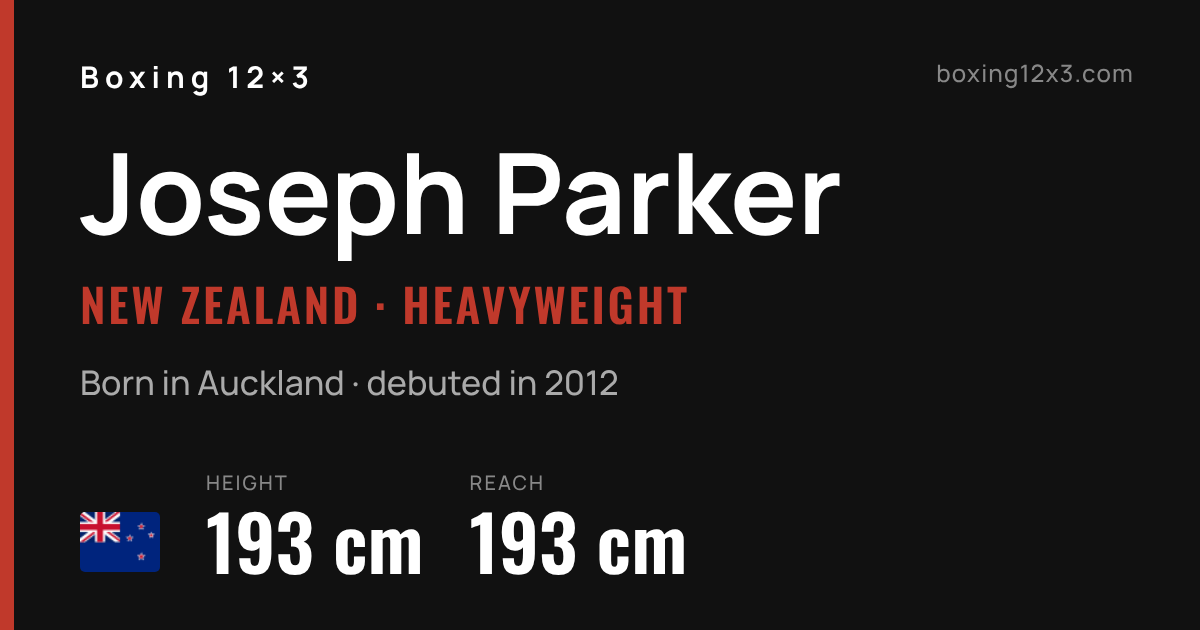 Boxing 12×3
boxing12x3.com
Joseph Parker
NEW ZEALAND · HEAVYWEIGHT
Born in Auckland · debuted in 2012
HEIGHT
REACH
193 cm
193 cm